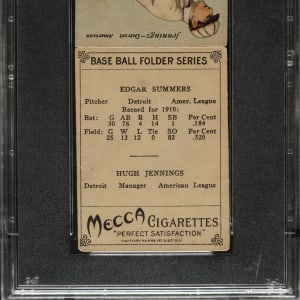 Jennings—Detroit American
BASE BALL FOLDER SERIES
EDGAR SUMMERS
Pitcher Detroit Amer. League
Record for 1910:
Bat: G AB R H SB Per Cent
30 76 4 14 1 .184
Field: G W L Tie SO Per Cent
25 13 12 0 82 .520
HUGH JENNINGS
Detroit Manager American League
MECCA CIGARETTES
"PERFECT SATISFACTION"